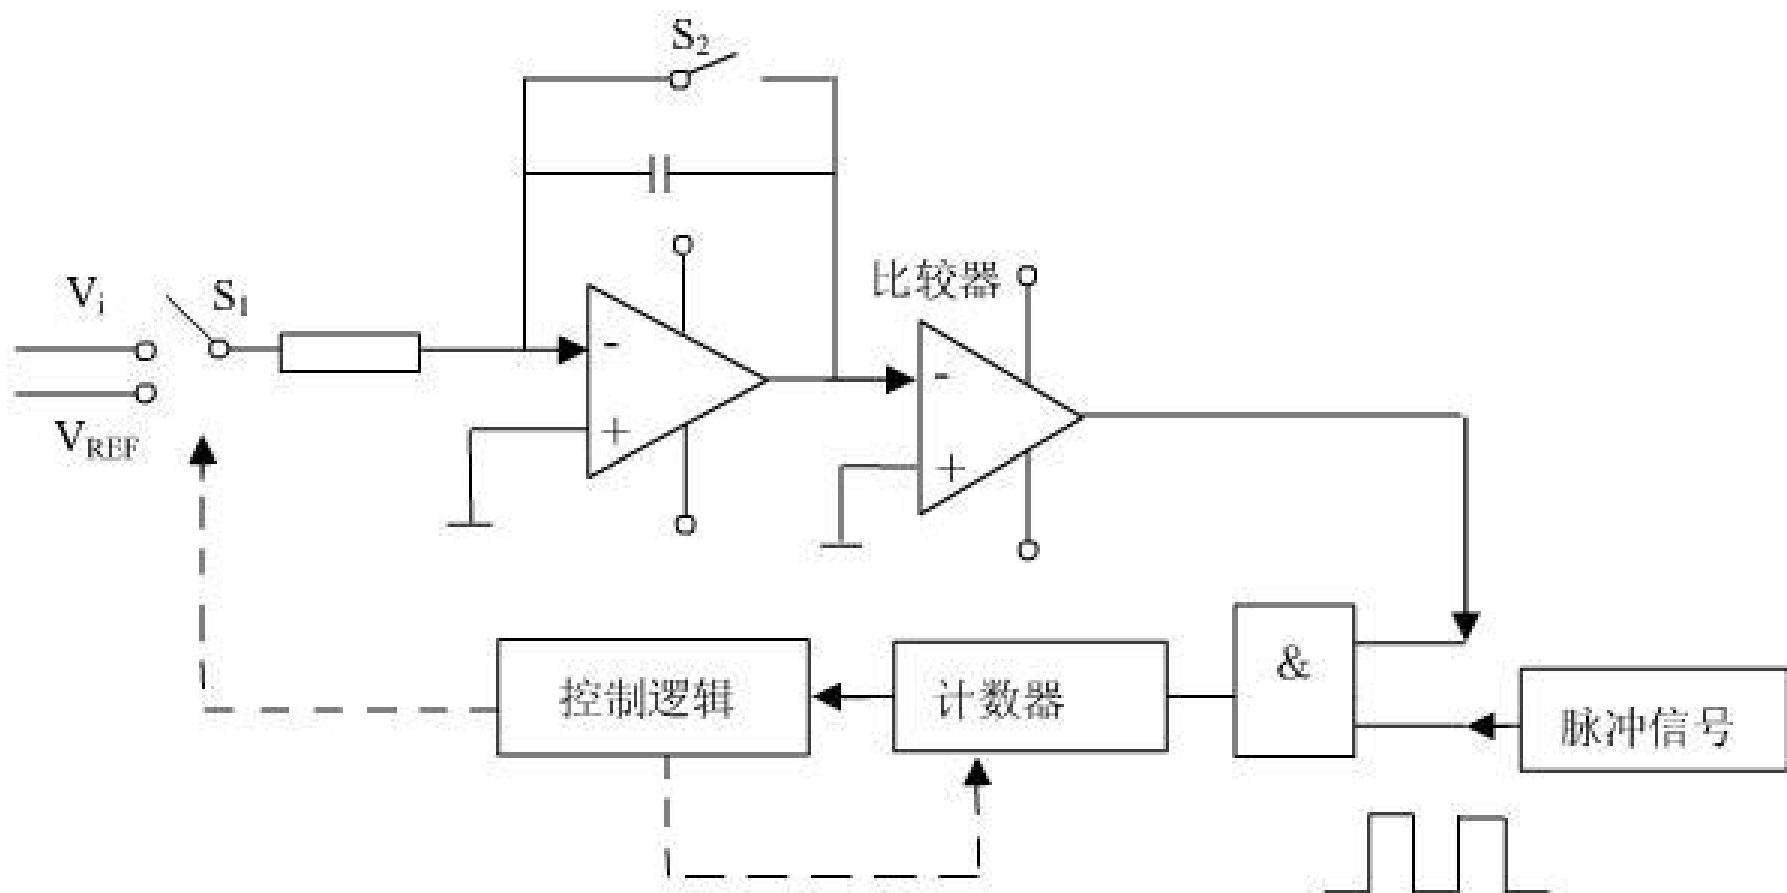 S₂
Vᵢ
S₁
VREF
-
+
比较器
-
+
控制逻辑
计数器
&
脉冲信号